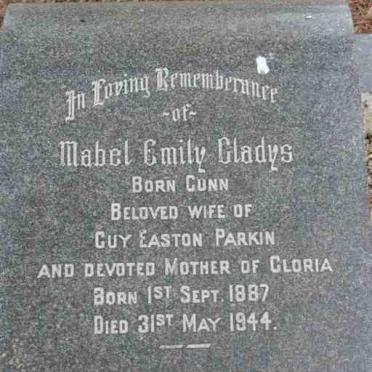 In Loving Rememberance
-of-
Mabel Emily Gladys
Born Gunn
Beloved wife of
Guy Easton Parkin
and devoted Mother of Gloria
Born 1st Sept. 1887
Died 31st May 1944.